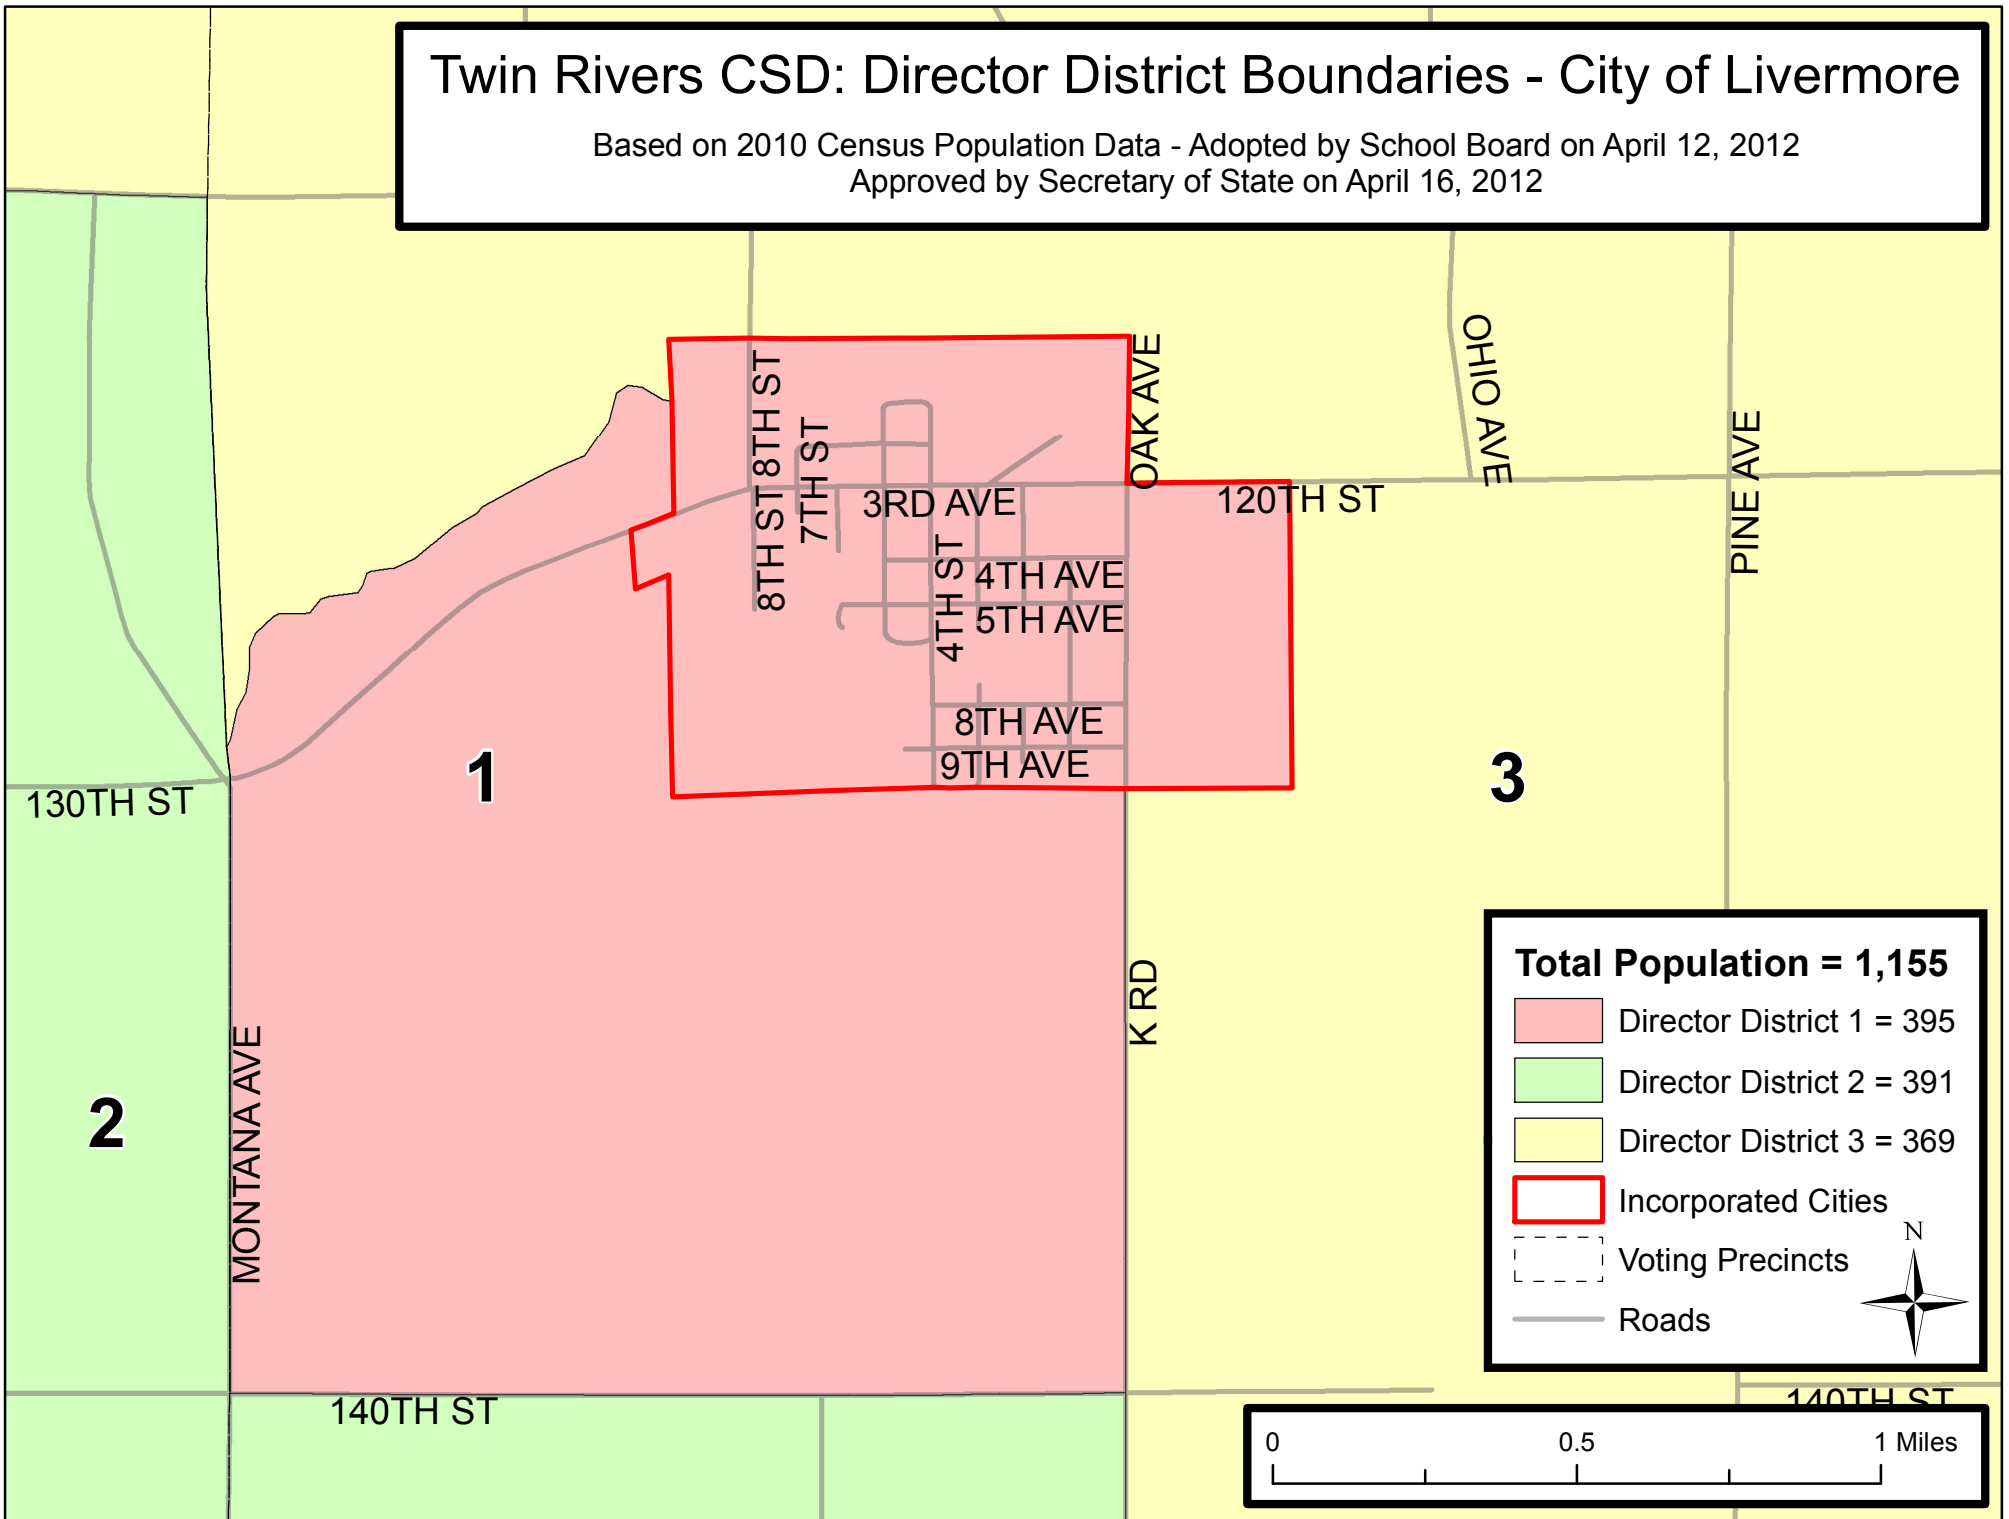 Twin Rivers CSD: Director District Boundaries - City of Livermore
Based on 2010 Census Population Data - Adopted by School Board on April 12, 2012
Approved by Secretary of State on April 16, 2012
8TH ST
8TH ST
8TH ST
7TH ST
OAK AVE
OHIO AVE
PINE AVE
3RD AVE
120TH ST
4TH ST
4TH AVE
5TH AVE
8TH AVE
9TH AVE
130TH ST
1
3
2
MONTANA AVE
K RD
140TH ST
140TH ST
Total Population = 1,155
Director District 1 = 395
Director District 2 = 391
Director District 3 = 369
Incorporated Cities
Voting Precincts
Roads
N
0 0.5 1 Miles